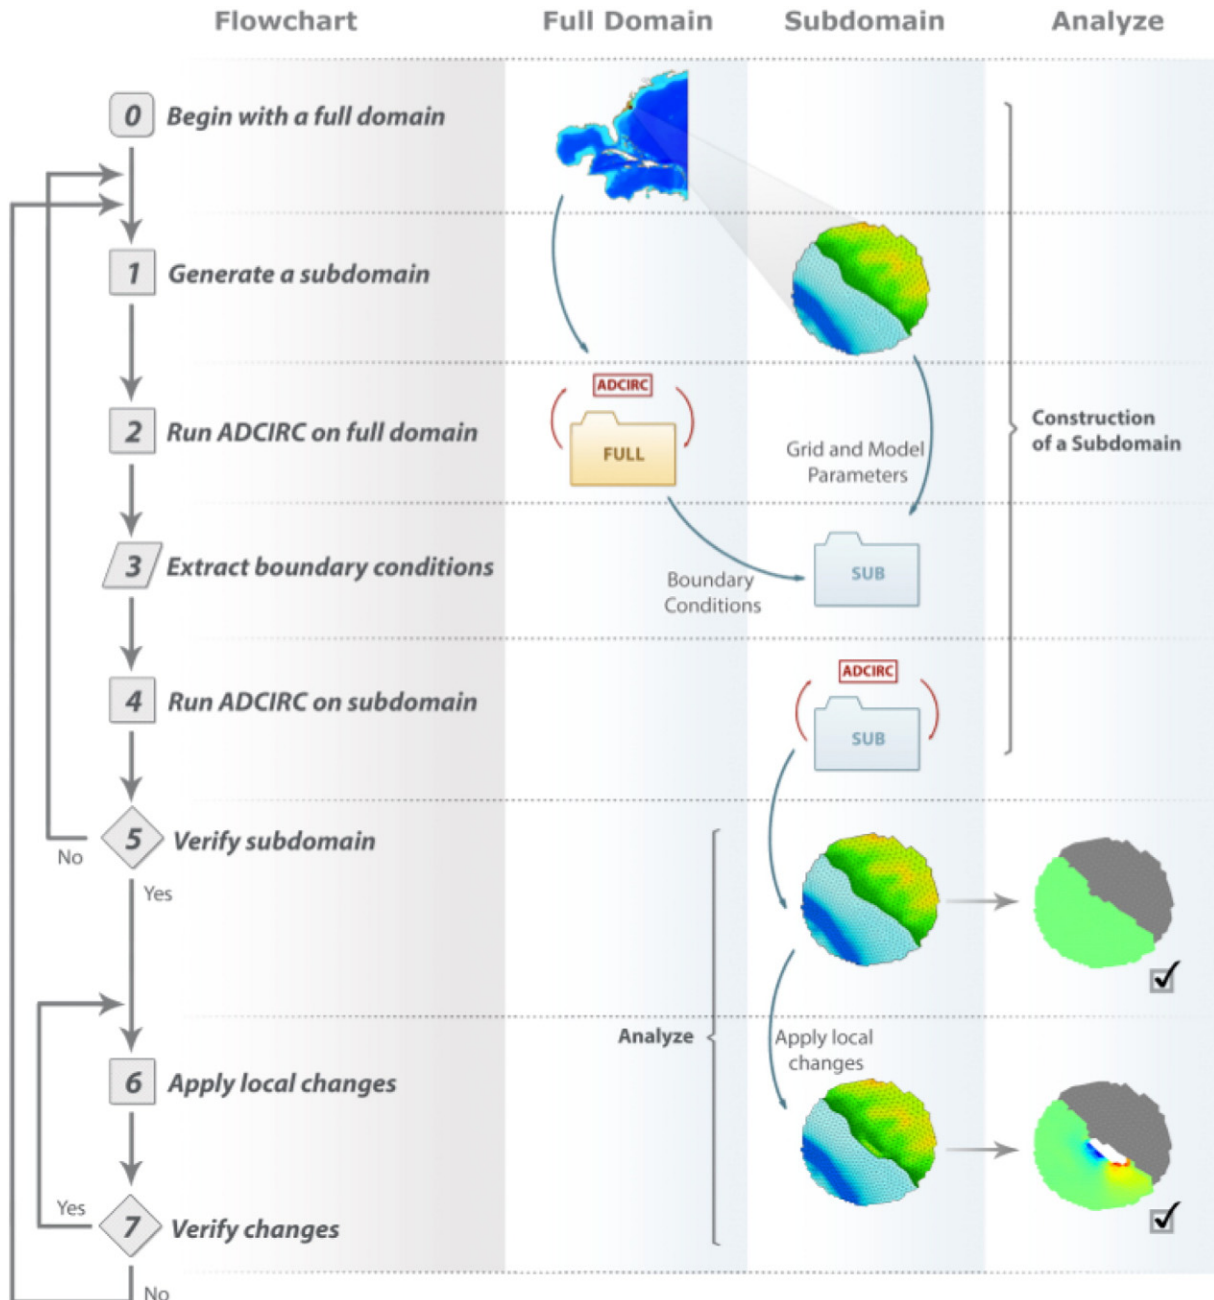 Flowchart
Full Domain
Subdomain
Analyze
0 Begin with a full domain
1 Generate a subdomain
ADCIRC
2 Run ADCIRC on full domain
FULL
Grid and Model
Parameters
Construction
of a Subdomain
3 Extract boundary conditions
Boundary
Conditions
SUB
ADCIRC
4 Run ADCIRC on subdomain
SUB
5 Verify subdomain
No
Yes
Analyze
Apply local
changes
6 Apply local changes
Yes
7 Verify changes
No